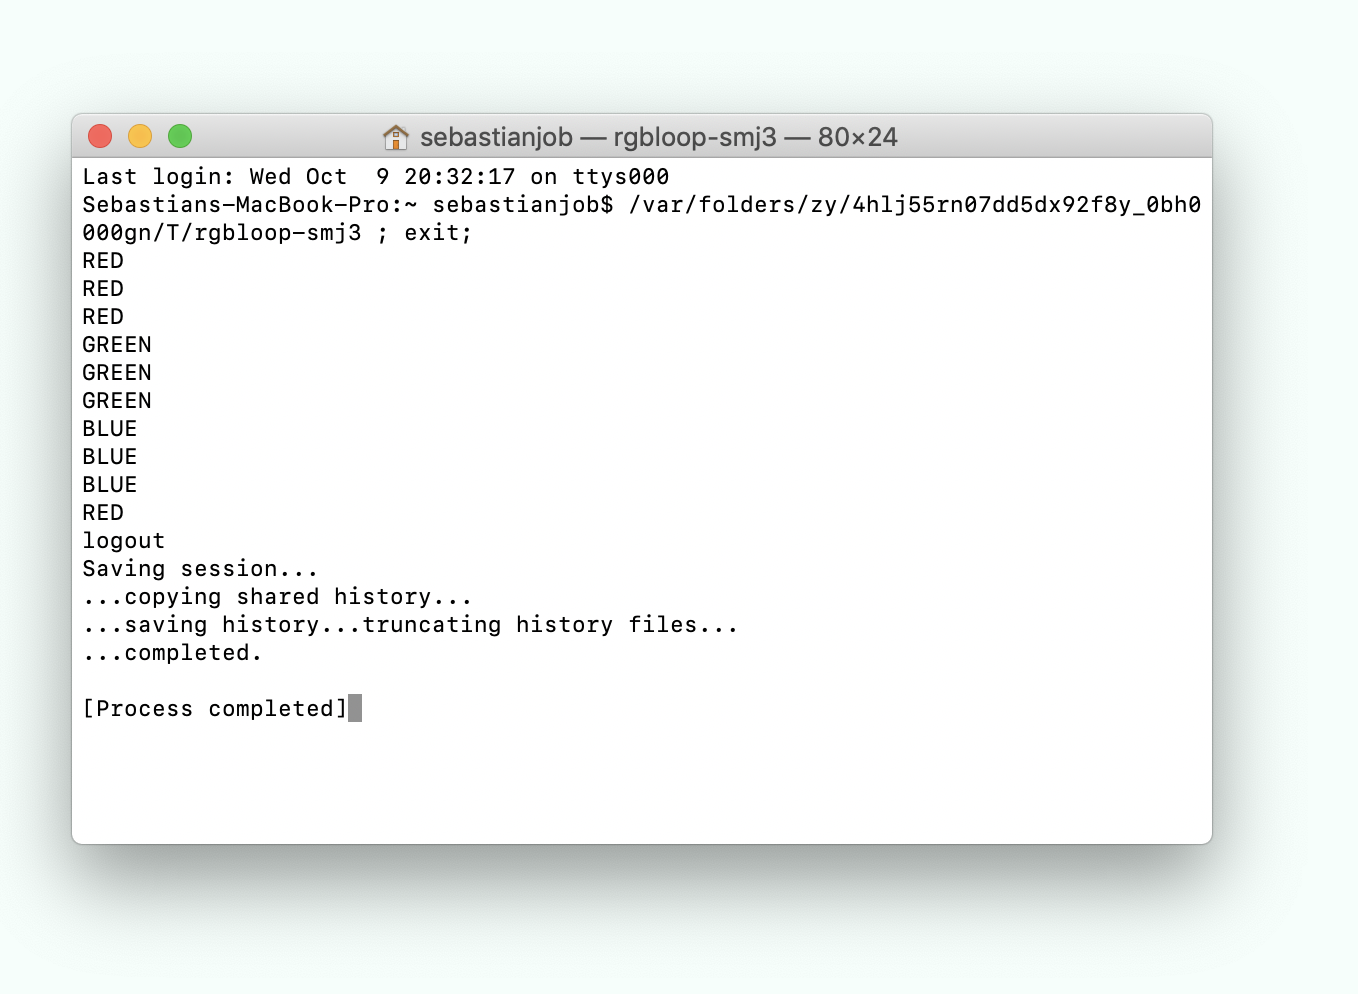 sebastianjob — rgbloop-smj3 — 80×24
Last login: Wed Oct  9 20:32:17 on ttys000
Sebastians-MacBook-Pro:~ sebastianjob$ /var/folders/zy/4hlj55rn07dd5dx92f8y_0bh0
000gn/T/rgbloop-smj3 ; exit;
RED
RED
RED
GREEN
GREEN
GREEN
BLUE
BLUE
BLUE
RED
logout
Saving session...
...copying shared history...
...saving history...truncating history files...
...completed.

[Process completed]